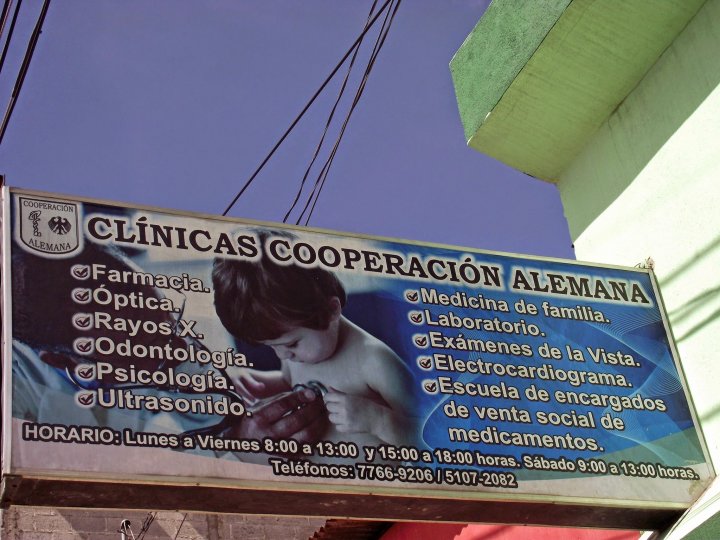 COOPERACIÓN
ALEMANA
CLÍNICAS COOPERACIÓN ALEMANA
Farmacia.
Óptica.
Rayos X.
Odontología.
Psicología.
Ultrasonido.
Medicina de familia.
Laboratorio.
Exámenes de la Vista.
Electrocardiograma.
Escuela de encargados
de venta social de
medicamentos.
HORARIO: Lunes a Viernes 8:00 a 13:00 y 15:00 a 18:00 horas. Sábado 9:00 a 13:00 horas.
Teléfonos: 7766-9206 / 5107-2082